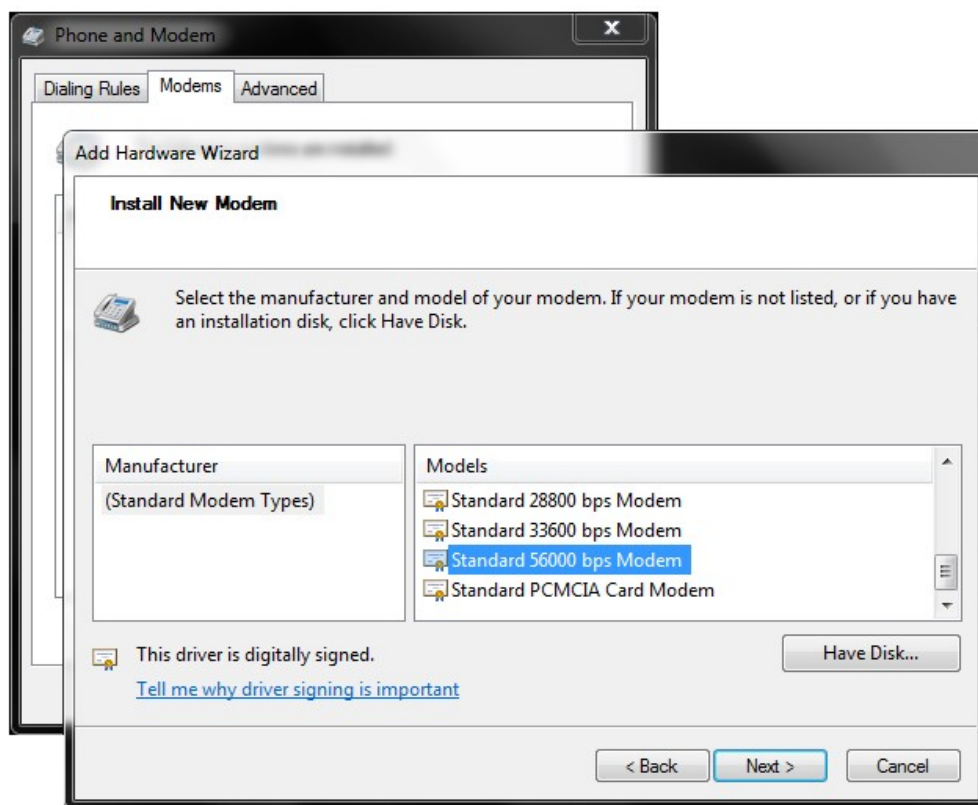 Phone and Modem
x
Dialing Rules Modems Advanced
Add Hardware Wizard
Install New Modem
Select the manufacturer and model of your modem. If your modem is not listed, or if you have
an installation disk, click Have Disk.
Manufacturer
(Standard Modem Types)
Models
Standard 28800 bps Modem
Standard 33600 bps Modem
Standard 56000 bps Modem
Standard PCMCIA Card Modem
This driver is digitally signed.
Have Disk...
Tell me why driver signing is important
< Back Next > Cancel